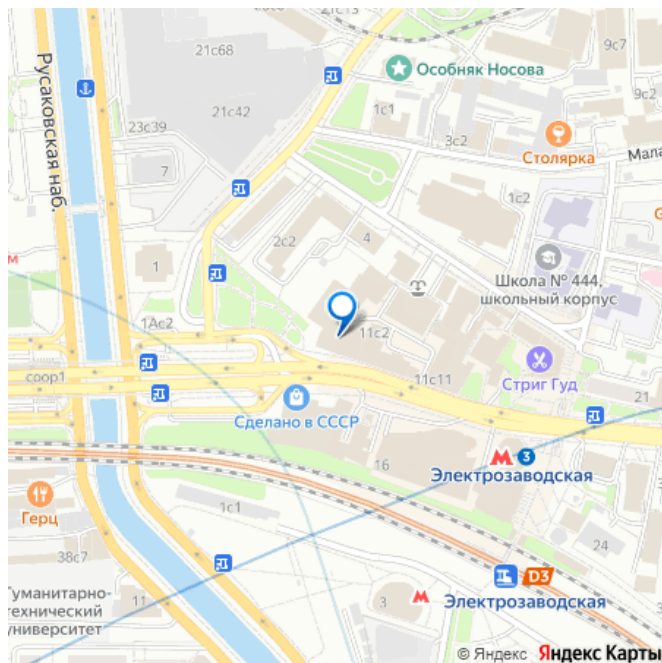 21с68
21с13
63с2
9с7
Особняк Носова
9с2
21с42
1с1
23с39
3с2
Столярка
Мала
Русаковская наб.
7
1с2
2с2
4
1
м
Школа № 444,
школьный корпус
1Ас2
11с2
соор1
11с11
Стриг Гуд
21
Сделано в СССР
16
М 3
Электрозаводская
Герц
1с1
38с7
24
D3
Электрозаводская
Гуманитарно-
технический
университет
11
3
М
© Яндекс Яндекс Карты